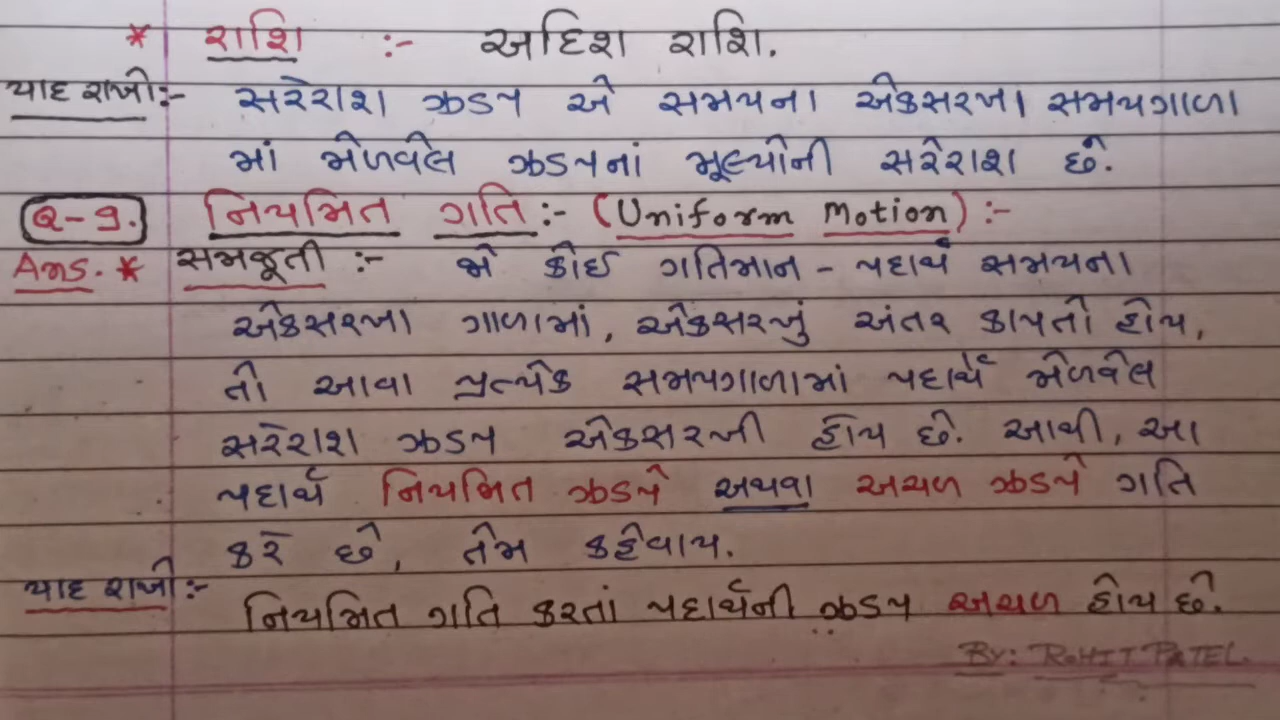 * રાશિ :- અદિશ રાશિ.
યાદ રાખો:- સરેરાશ ઝડપ એ સમયના એકસરખા સમયગાળા
માં મેળવેલ ઝડપનાં મૂલ્યોની સરેરાશ છે.
Q-9. નિયમિત ગતિ:- (Uniform Motion):-
Ans. * સમજૂતી :- જો કોઈ ગતિમાન - પદાર્થ સમયના
એકસરખા ગાળામાં, એકસરખું અંતર કાપતો હોય,
તો આવા પ્રત્યેક સમયગાળામાં પદાર્થે મેળવેલ
સરેરાશ ઝડપ એકસરખી હોય છે. આથી, આ
પદાર્થ નિયમિત ઝડપે અથવા અચળ ઝડપે ગતિ
કરે છે, તેમ કહેવાય.
યાદ રાખો:- નિયમિત ગતિ કરતાં પદાર્થની ઝડપ અચળ હોય છે.
BY: ROHIT PATEL.